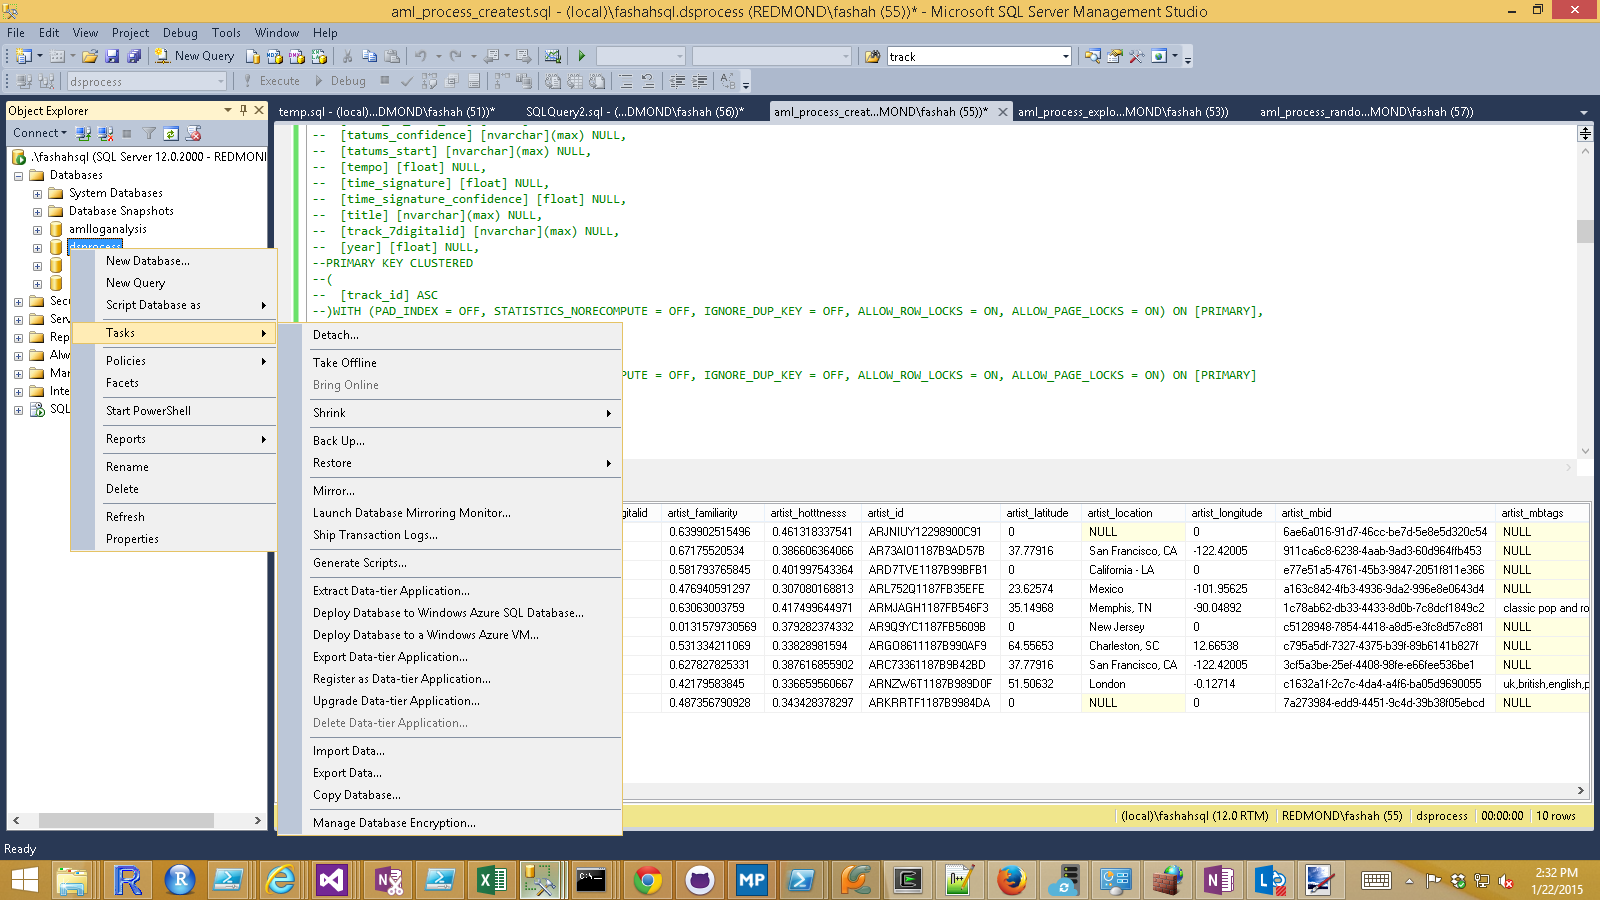 aml_process_createst.sql - (local)\fashahsql.dsprocess (REDMOND\fashah (55))* - Microsoft SQL Server Management Studio
File Edit View Project Debug Tools Window Help
New Query track
dsprocess Execute Debug
Object Explorer
Connect
.\fashahsql (SQL Server 12.0.2000 - REDMOND
Databases
System Databases
Database Snapshots
amlloganalysis
dsprocess
Secu
Serv
Rep
Alw
Man
Inte
SQL
New Database...
New Query
Script Database as
Tasks
Policies
Facets
Start PowerShell
Reports
Rename
Delete
Refresh
Properties
Detach...
Take Offline
Bring Online
Shrink
Back Up...
Restore
Mirror...
Launch Database Mirroring Monitor...
Ship Transaction Logs...
Generate Scripts...
Extract Data-tier Application...
Deploy Database to Windows Azure SQL Database...
Deploy Database to a Windows Azure VM...
Export Data-tier Application...
Register as Data-tier Application...
Upgrade Data-tier Application...
Delete Data-tier Application...
Import Data...
Export Data...
Copy Database...
Manage Database Encryption...
temp.sql - (local)...DMOND\fashah (51))* SQLQuery2.sql - (...DMOND\fashah (56))* aml_process_creat...MOND\fashah (55))* aml_process_explo...MOND\fashah (53)) aml_process_rando...MOND\fashah (57))
-- [tatums_confidence] [nvarchar](max) NULL,
-- [tatums_start] [nvarchar](max) NULL,
-- [tempo] [float] NULL,
-- [time_signature] [float] NULL,
-- [time_signature_confidence] [float] NULL,
-- [title] [nvarchar](max) NULL,
-- [track_7digitalid] [nvarchar](max) NULL,
-- [year] [float] NULL,
--PRIMARY KEY CLUSTERED
--(
-- [track_id] ASC
--)WITH (PAD_INDEX = OFF, STATISTICS_NORECOMPUTE = OFF, IGNORE_DUP_KEY = OFF, ALLOW_ROW_LOCKS = ON, ALLOW_PAGE_LOCKS = ON) ON [PRIMARY],
PUTE = OFF, IGNORE_DUP_KEY = OFF, ALLOW_ROW_LOCKS = ON, ALLOW_PAGE_LOCKS = ON) ON [PRIMARY]
igitalid artist_familiarity artist_hotttnesss artist_id artist_latitude artist_location artist_longitude artist_mbid artist_mbtags
0.639902515496 0.461318337541 ARJNIUY12298900C91 0 NULL 0 6ae6a016-91d7-46cc-be7d-5e8e5d320c54 NULL
0.67175520534 0.386606364066 AR73AIO1187B9AD57B 37.77916 San Francisco, CA -122.42005 911ca6c8-6238-4aab-9ad3-60d964ffb453 NULL
0.581793765845 0.401997543364 ARD7TVE1187B99BFB1 0 California - LA 0 e77e51a5-4761-45b3-9847-2051f811e366 NULL
0.476940591297 0.307080168813 ARL752Q1187FB35EFE 23.62574 Mexico -101.95625 a163c842-4fb3-4936-9da2-996e8e0643d4 NULL
0.63063003759 0.417499644971 ARMJAGH1187FB546F3 35.14968 Memphis, TN -90.04892 1c78ab62-db33-4433-8d0b-7c8dcf1849c2 classic pop and ro
0.0131579730569 0.379282374332 AR9Q9YC1187FB5609B 0 New Jersey 0 c5128948-7854-4418-a8d5-e3fc8d57c881 NULL
0.531334211069 0.33828981594 ARGO8611187B990AF9 64.55653 Charleston, SC 12.66538 c795a5df-7327-4375-b39f-89b6141b827f NULL
0.627827825331 0.387616855902 ARC73361187B9B42BD 37.77916 San Francisco, CA -122.42005 3cf5a3be-25ef-4408-98fe-e66fee536be1 NULL
0.42179583845 0.336659560667 ARNZW6T1187B989D0F 51.50632 London -0.12714 c1632a1f-2c7c-4da4-a4f6-ba05d9690055 uk,british,english,p
0.487356790928 0.343428378297 ARKRRTF1187B9984DA 0 NULL 0 7a273984-edd9-4451-9c4d-39b38f05ebcd NULL
(local)\fashahsql (12.0 RTM) REDMOND\fashah (55) dsprocess 00:00:00 10 rows
Ready
2:32 PM
1/22/2015